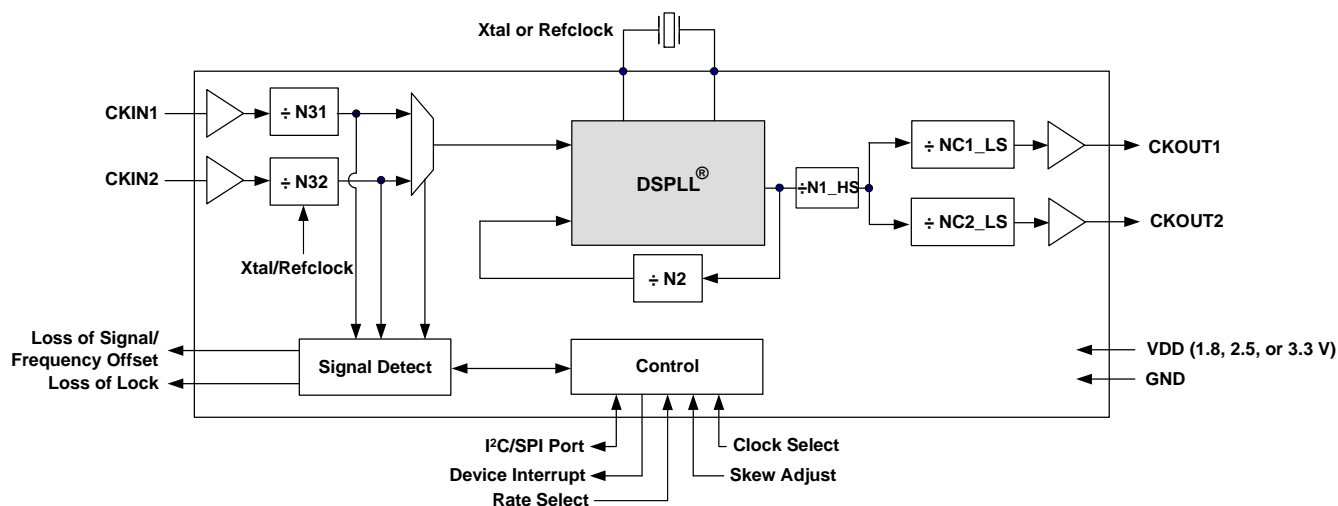 Xtal or Refclock
CKIN1
÷ N31
÷ NC1_LS
CKOUT1
CKIN2
÷ N32
DSPLL®
÷N1_HS
÷ NC2_LS
CKOUT2
Xtal/Refclock
÷ N2
Loss of Signal/
Frequency Offset
Loss of Lock
Signal Detect
Control
VDD (1.8, 2.5, or 3.3 V)
GND
I²C/SPI Port
Device Interrupt
Rate Select
Clock Select
Skew Adjust